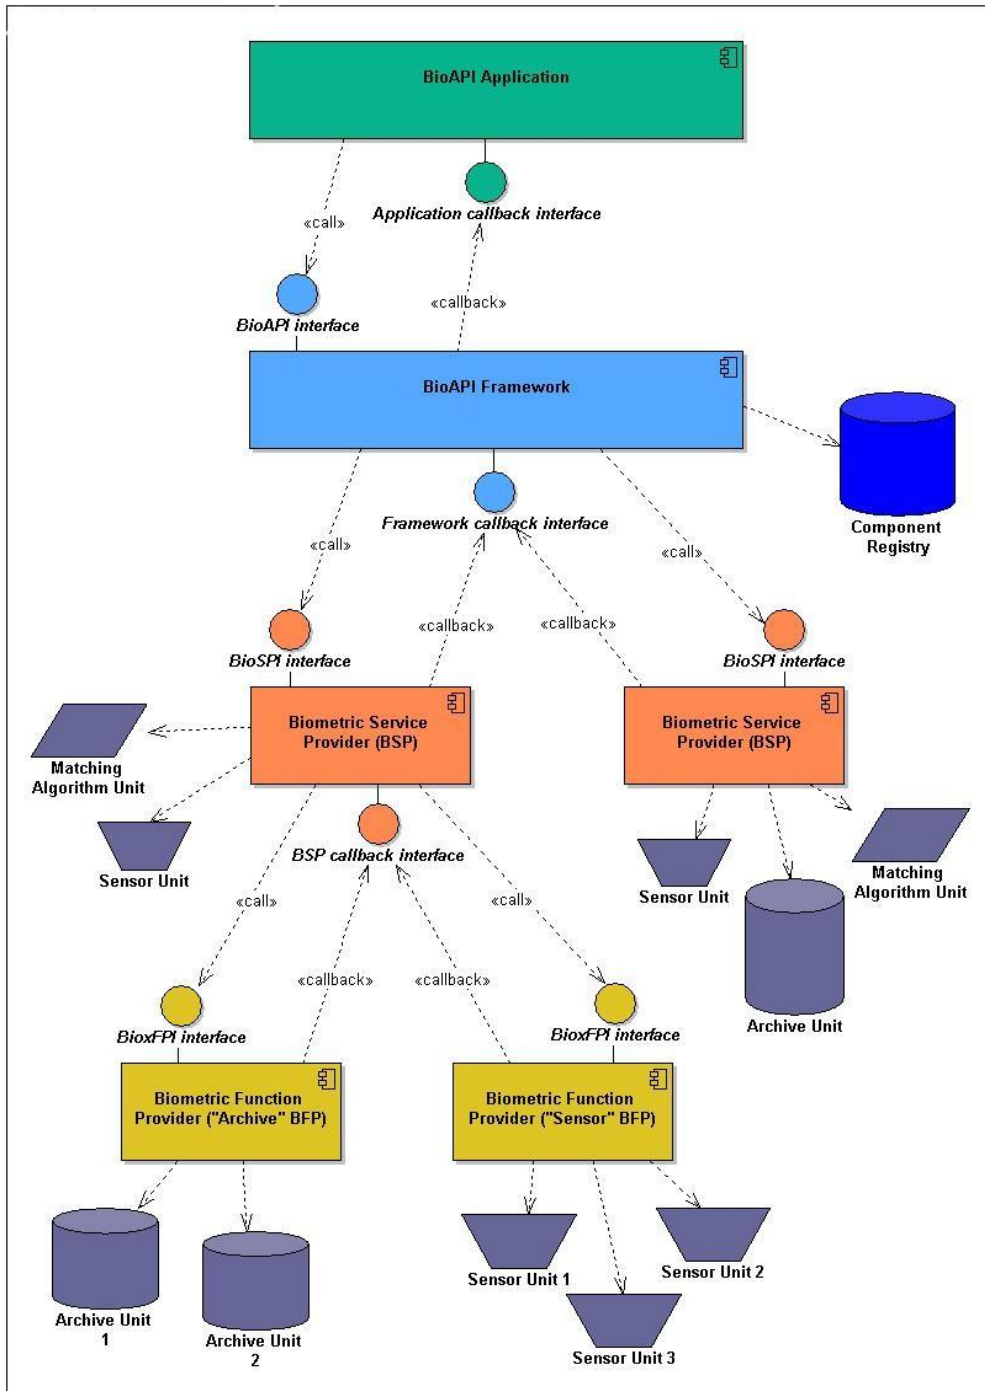 BioAPI Application
Application callback interface
«call»
«callback»
BioAPI interface
BioAPI Framework
Component
Registry
Framework callback interface
«call»
«call»
«callback»
«callback»
BioSPI interface
BioSPI interface
Biometric Service
Provider (BSP)
Biometric Service
Provider (BSP)
Matching
Algorithm Unit
Sensor Unit
BSP callback interface
Sensor Unit
Matching
Algorithm Unit
Archive Unit
«call»
«call»
«callback»
«callback»
BioxFPI interface
BioxFPI interface
Biometric Function
Provider ("Archive" BFP)
Biometric Function
Provider ("Sensor" BFP)
Archive Unit
1
Archive Unit
2
Sensor Unit 1
Sensor Unit 2
Sensor Unit 3